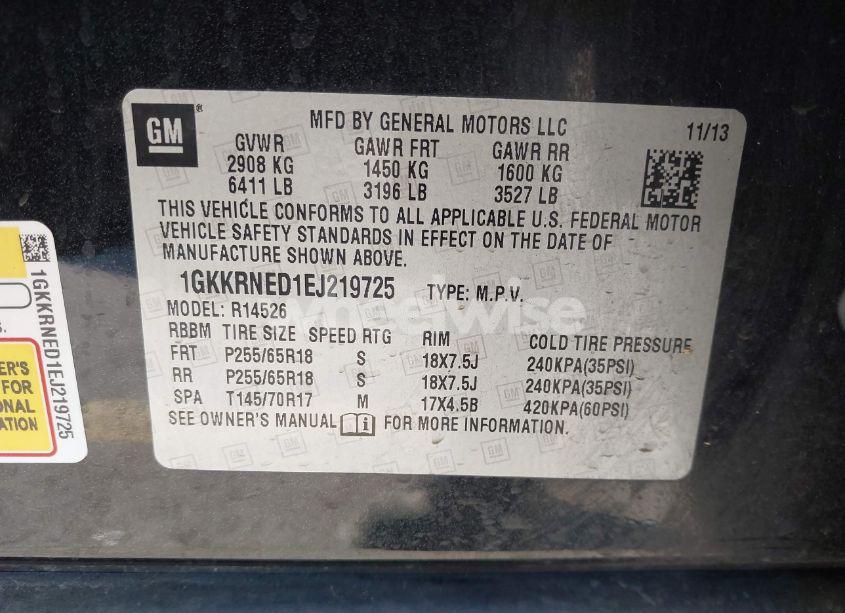 GM
MFD BY GENERAL MOTORS LLC 11/13
GVWR GAWR FRT GAWR RR
2908 KG 1450 KG 1600 KG
6411 LB 3196 LB 3527 LB
THIS VEHICLE CONFORMS TO ALL APPLICABLE U.S. FEDERAL MOTOR
VEHICLE SAFETY STANDARDS IN EFFECT ON THE DATE OF
MANUFACTURE SHOWN ABOVE.
1GKKRNED1EJ219725 TYPE: M.P.V.
MODEL: R14526
RBBM TIRE SIZE SPEED RTG RIM COLD TIRE PRESSURE
FRT P255/65R18 S 18X7.5J 240KPA(35PSI)
RR P255/65R18 S 18X7.5J 240KPA(35PSI)
SPA T145/70R17 M 17X4.5B 420KPA(60PSI)
SEE OWNER'S MANUAL FOR MORE INFORMATION.
1GKKRNED1EJ219725
FOR